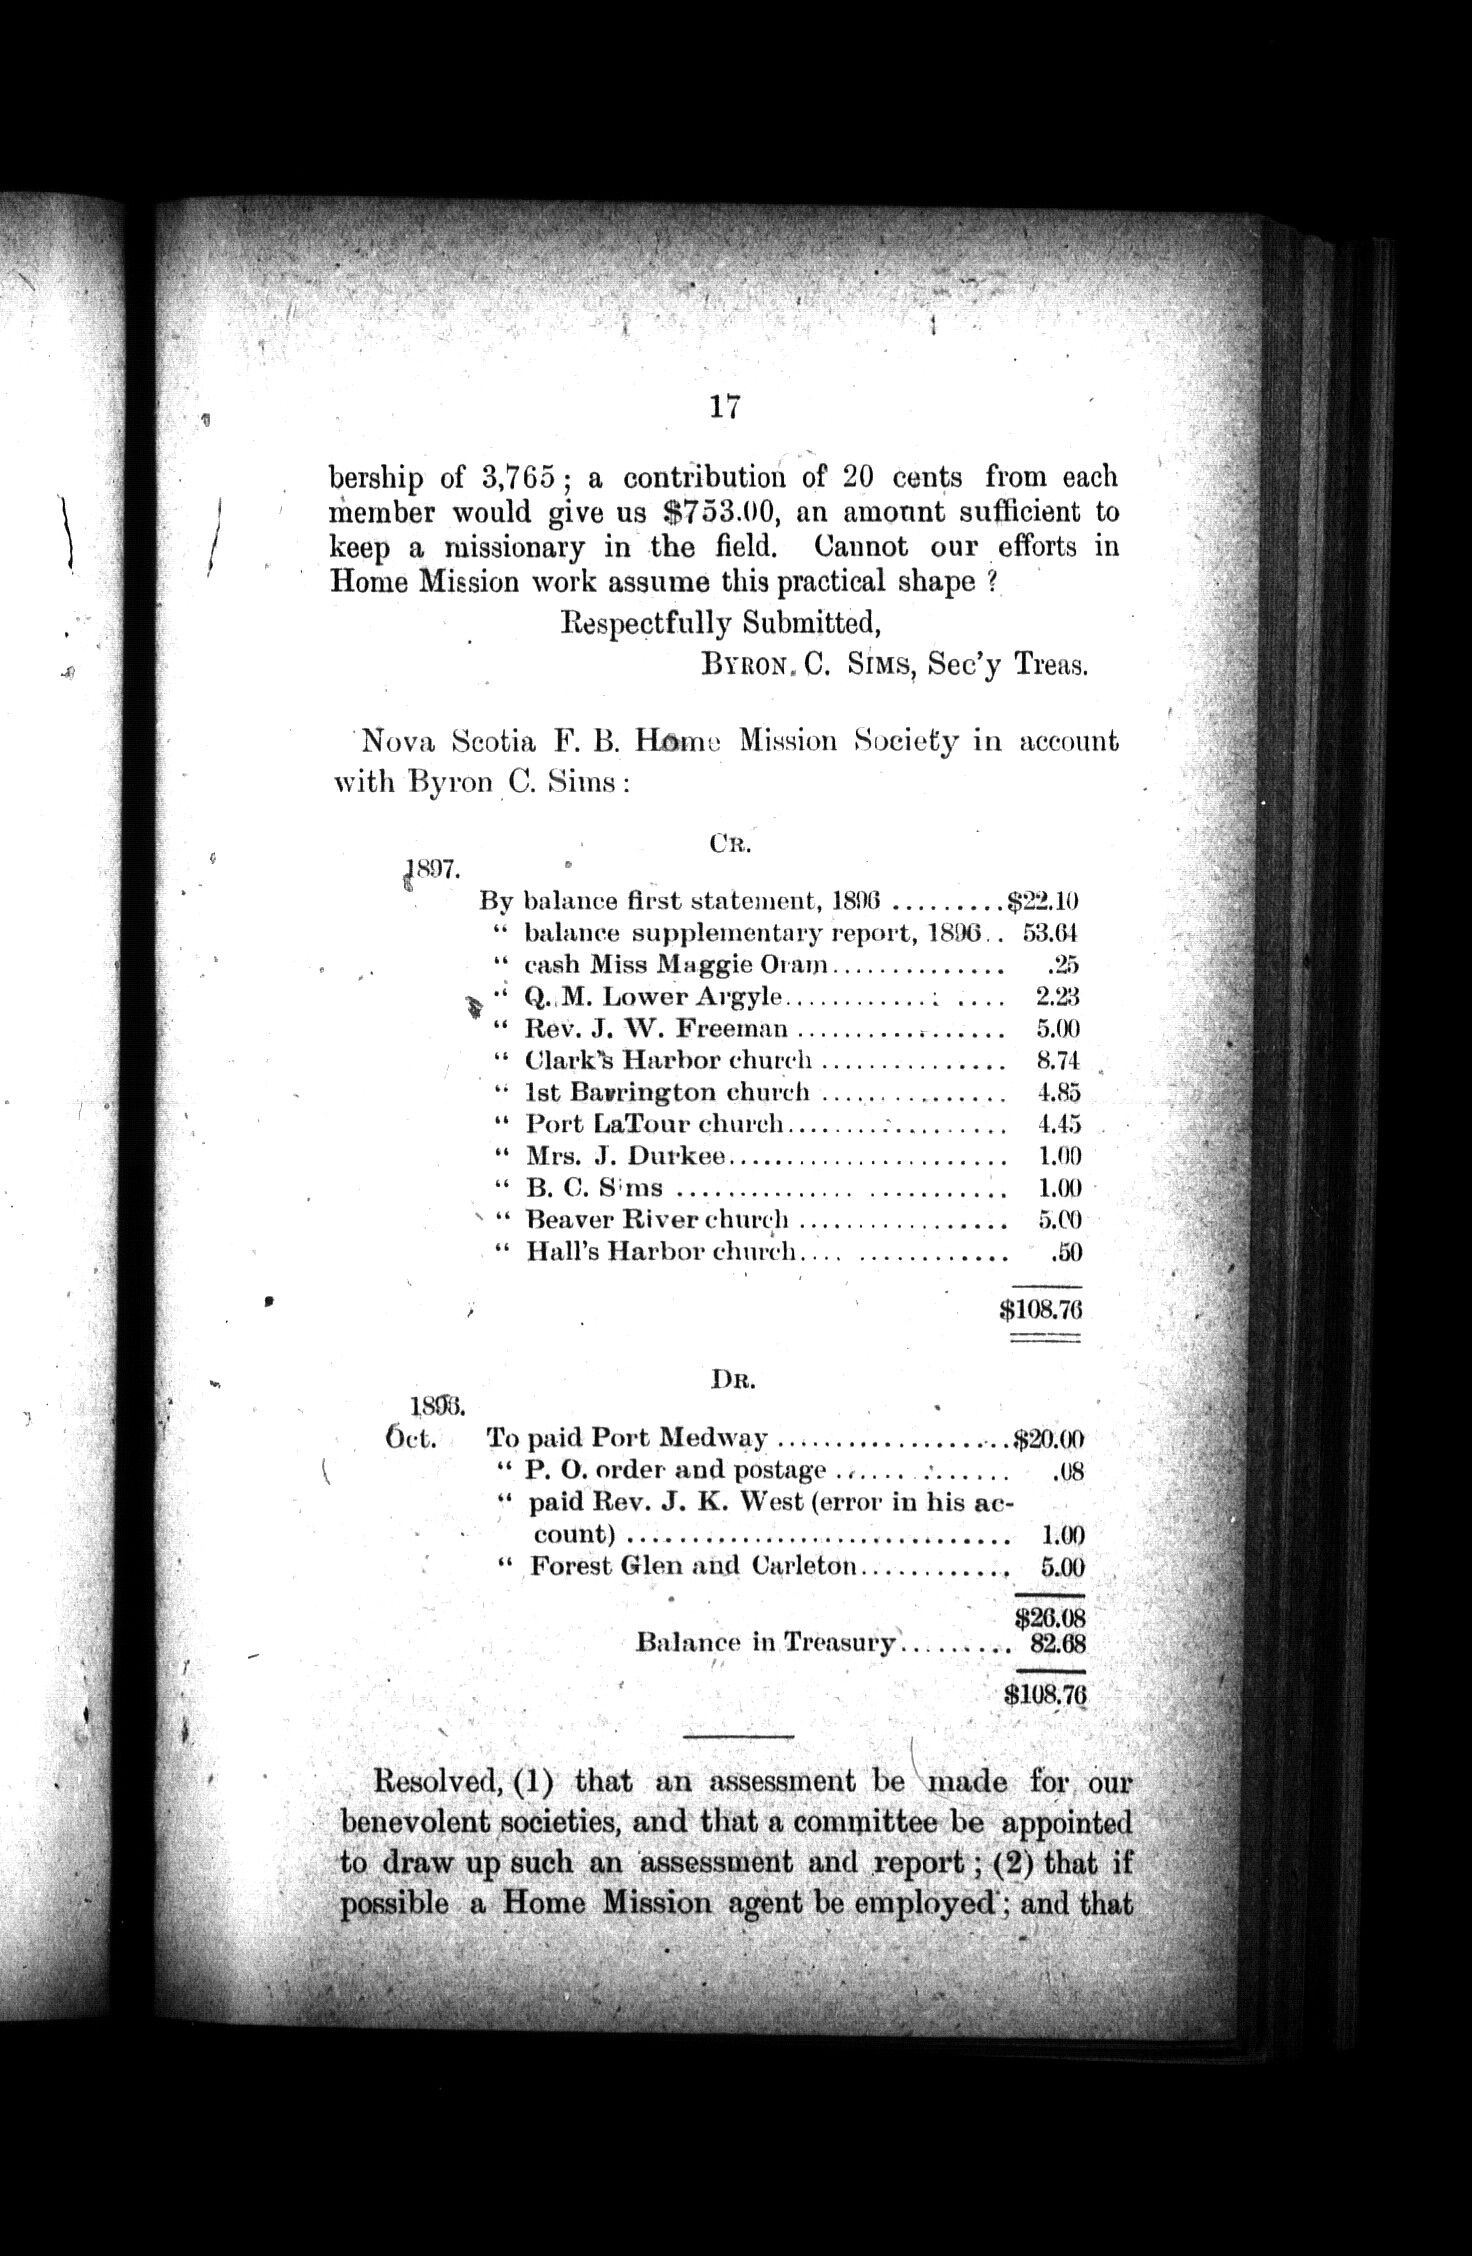 17
bership of 3,765; a contribution of 20 cents from each
member would give us $753.00, an amount sufficient to
keep a missionary in the field. Cannot our efforts in
Home Mission work assume this practical shape?
Respectfully Submitted,
BYRON. C. SIMS, Sec'y Treas.
Nova Scotia F. B. Home Mission Society in account
with Byron C. Sims:
CR.
1897.
By balance first statement, 1896 .........$22.10
" balance supplementary report, 1896.. 53.64
" cash Miss Maggie Oram.............. .25
" Q. M. Lower Argyle................. 2.23
" Rev. J. W. Freeman ................. 5.00
" Clark's Harbor church ............... 8.74
" 1st Barrington church ............... 4.85
" Port LaTour church.................. 4.45
" Mrs. J. Durkee....................... 1.00
" B. C. Sims .......................... 1.00
" Beaver River church ................. 5.00
" Hall's Harbor church................. .50
$108.76
DR.
1896.
Oct. To paid Port Medway ....................$20.00
" P. O. order and postage .............. .08
" paid Rev. J. K. West (error in his ac-
count) .............................. 1.00
" Forest Glen and Carleton............ 5.00
$26.08
Balance in Treasury......... 82.68
$108.76
Resolved, (1) that an assessment be made for our
benevolent societies, and that a committee be appointed
to draw up such an assessment and report; (2) that if
possible a Home Mission agent be employed; and that